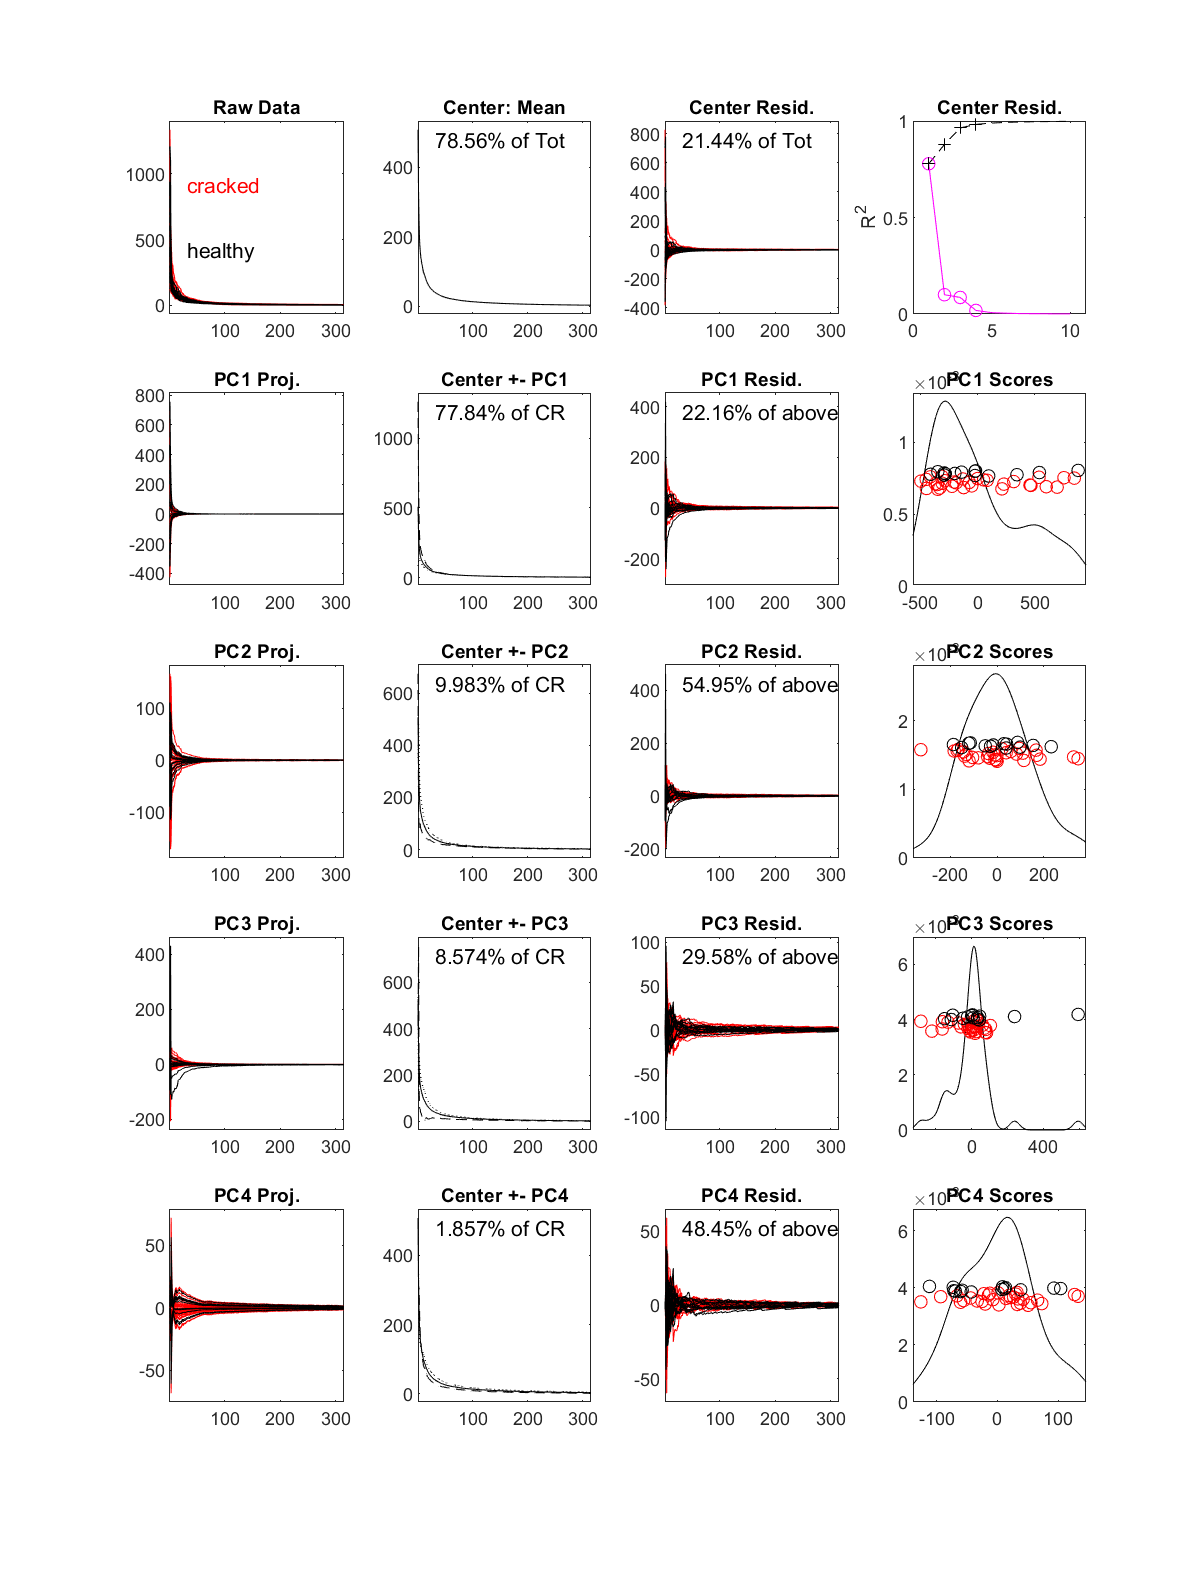 Raw Data
1000
500
0
100 200 300
cracked
healthy
Center: Mean
78.56% of Tot
400
200
0
100 200 300
Center Resid.
21.44% of Tot
800
600
400
200
0
-200
-400
100 200 300
Center Resid.
1
0.5
0
R2
0 5 10
PC1 Proj.
800
600
400
200
0
-200
-400
100 200 300
Center +- PC1
77.84% of CR
1000
500
0
100 200 300
PC1 Resid.
22.16% of above
400
200
0
-200
100 200 300
PC1 Scores
×10
1
0.5
0
-500 0 500
PC2 Proj.
100
0
-100
100 200 300
Center +- PC2
9.983% of CR
600
400
200
0
100 200 300
PC2 Resid.
54.95% of above
400
200
0
-200
100 200 300
PC2 Scores
×10
2
1
0
-200 0 200
PC3 Proj.
400
200
0
-200
100 200 300
Center +- PC3
8.574% of CR
600
400
200
0
100 200 300
PC3 Resid.
29.58% of above
100
50
0
-50
-100
100 200 300
PC3 Scores
×10
6
4
2
0
0 400
PC4 Proj.
50
0
-50
100 200 300
Center +- PC4
1.857% of CR
400
200
0
100 200 300
PC4 Resid.
48.45% of above
50
0
-50
100 200 300
PC4 Scores
×10
6
4
2
0
-100 0 100